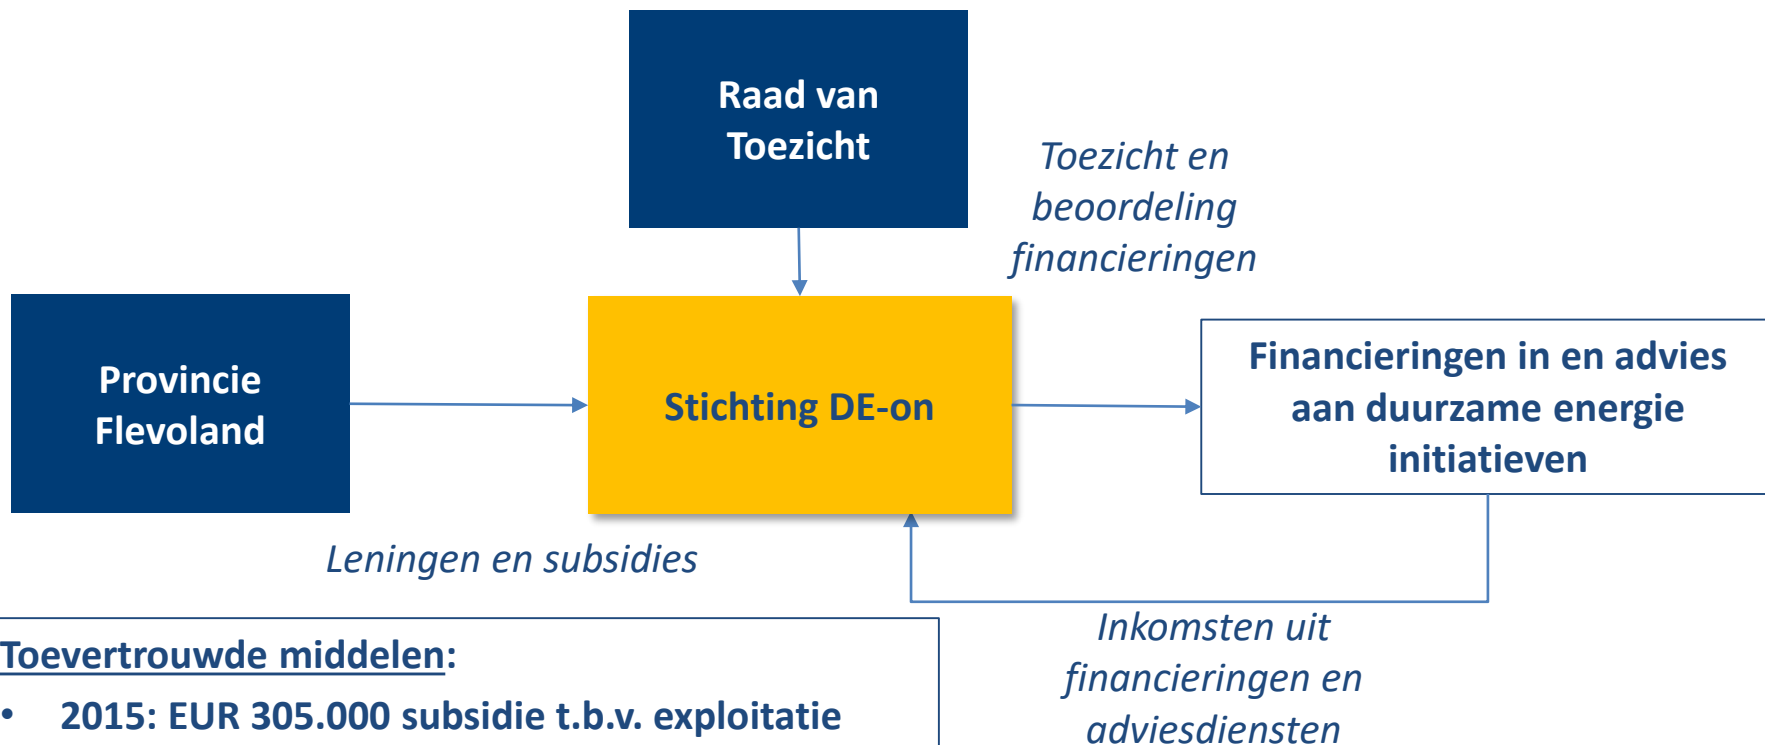 Raad van
Toezicht
Toezicht en
beoordeling
financieringen
Provincie
Flevoland
Stichting DE-on
Financieringen in en advies
aan duurzame energie
initiatieven
Leningen en subsidies
Inkomsten uit
financieringen en
adviesdiensten
Toevertrouwde middelen:
• 2015: EUR 305.000 subsidie t.b.v. exploitatie